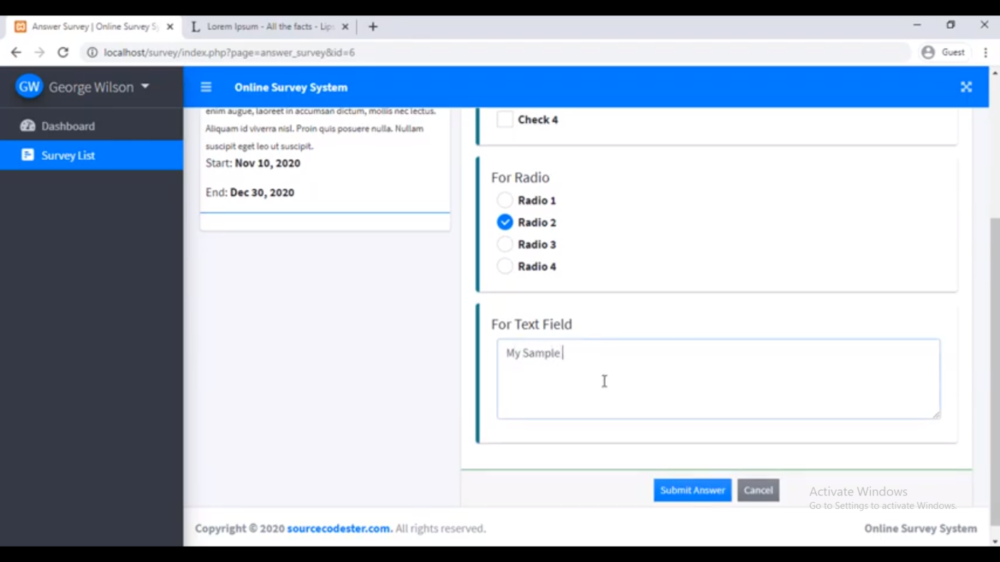 Answer Survey | Online Survey Sy
Lorem Ipsum - All the facts - Lips
localhost/survey/index.php?page=answer_survey&id=6
Guest
GW George Wilson
Online Survey System
Dashboard
Survey List
enim augue, laoreet in accumsan dictum, mollis nec lectus.
Aliquam id viverra nisl. Proin quis posuere nulla. Nullam
suscipit eget leo ut suscipit.
Start: Nov 10, 2020
End: Dec 30, 2020
Check 4
For Radio
Radio 1
Radio 2
Radio 3
Radio 4
For Text Field
My Sample
Submit Answer
Cancel
Activate Windows
Go to Settings to activate Windows.
Copyright © 2020 sourcecodester.com. All rights reserved.
Online Survey System